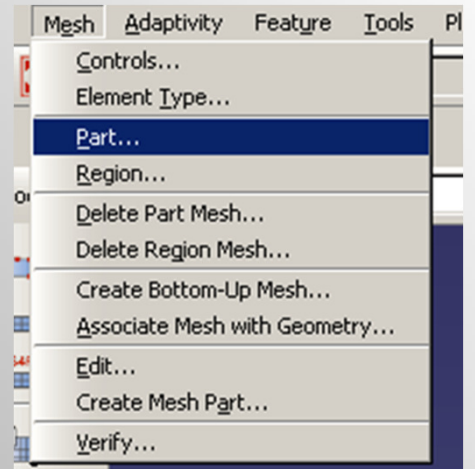 Mesh Adaptivity Feature Tools Pl
Controls...
Element Type...
Part...
Region...
Delete Part Mesh...
Delete Region Mesh...
Create Bottom-Up Mesh...
Associate Mesh with Geometry...
Edit...
Create Mesh Part...
Verify...